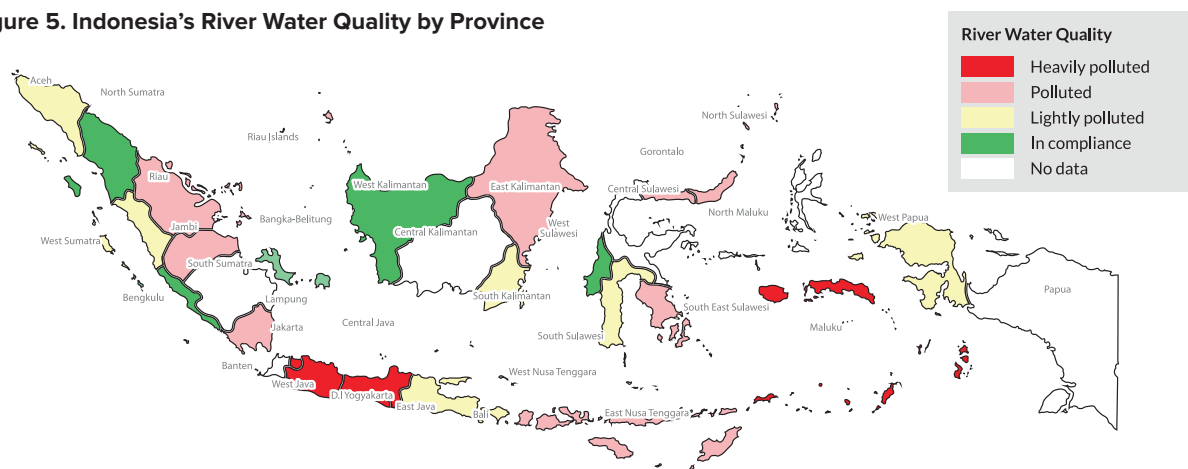 gure 5. Indonesia's River Water Quality by Province
River Water Quality
Heavily polluted
Polluted
Lightly polluted
In compliance
No data
Aceh
North Sumatra
Riau Islands
North Sulawesi
Gorontalo
Riau
West Kalimantan
East Kalimantan
Central Sulawesi
Bangka-Belitung
North Maluku
West Papua
Jambi
West Sulawesi
Central Kalimantan
West Sumatra
South Sumatra
Papua
Bengkulu
Lampung
South Kalimantan
South East Sulawesi
Jakarta
Central Java
Maluku
South Sulawesi
Banten
West Nusa Tenggara
West Java
D.I Yogyakarta
East Java
Bali
East Nusa Tenggara